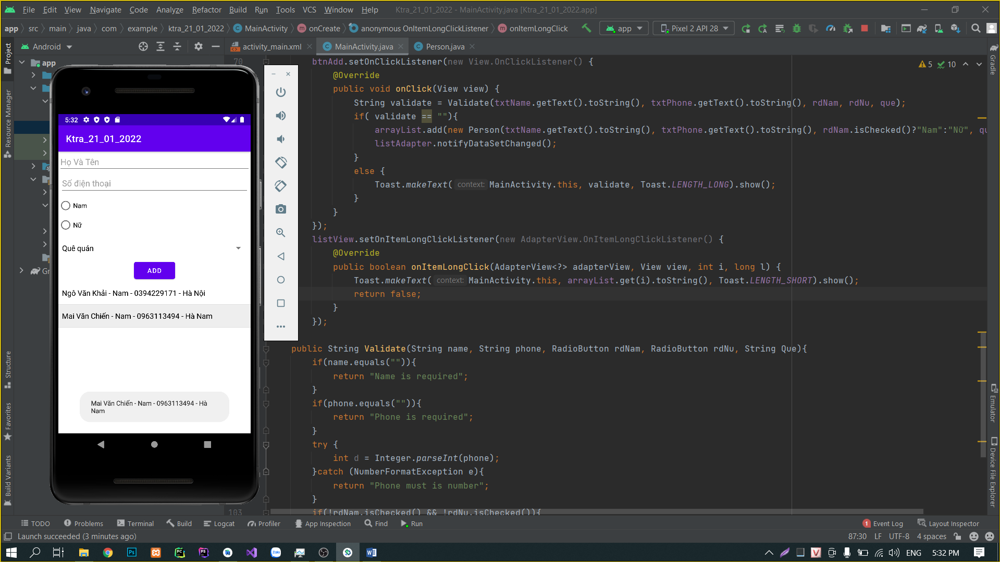 File Edit View Navigate Code Analyze Refactor Build Run Tools VCS Window Help Ktra_21_01_2022 - MainActivity.java [Ktra_21_01_2022.app]
app src main java com example ktra_21_01_2022 MainActivity onCreate anonymous OnItemLongClickListener onItemLongClick app Pixel 2 API 28
Android activity_main.xml MainActivity.java Person.java
Project
Resource Manager
Structure
Favorites
Build Variants
app
5:32
Ktra_21_01_2022
Họ Và Tên
Số điện thoại
Nam
Nữ
Quê quán
ADD
Ngô Văn Khải - Nam - 0394229171 - Hà Nội
Mai Văn Chiến - Nam - 0963113494 - Hà Nam
Mai Văn Chiến - Nam - 0963113494 - Hà
Nam
70 btnAdd.setOnClickListener(new View.OnClickListener() {
@Override
public void onClick(View view) {
String validate = Validate(txtName.getText().toString(), txtPhone.getText().toString(), rdNam, rdNu, que);
if( validate == ""){
arrayList.add(new Person(txtName.getText().toString(), txtPhone.getText().toString(), rdNam.isChecked()?"Nam":"Nữ",
listAdapter.notifyDataSetChanged();
}
else {
Toast.makeText( context: MainActivity.this, validate, Toast.LENGTH_LONG).show();
}
}
});
listView.setOnItemLongClickListener(new AdapterView.OnItemLongClickListener() {
@Override
public boolean onItemLongClick(AdapterView<?> adapterView, View view, int i, long l) {
Toast.makeText( context: MainActivity.this, arrayList.get(i).toString(), Toast.LENGTH_SHORT).show();
return false;
}
});
public String Validate(String name, String phone, RadioButton rdNam, RadioButton rdNu, String Que){
if(name.equals("")){
return "Name is required";
}
if(phone.equals("")){
return "Phone is required";
}
try {
int d = Integer.parseInt(phone);
}catch (NumberFormatException e){
return "Phone must is number";
}
103 if(!rdNam.isChecked() && !rdNu.isChecked()){
5 10
Gradle
Emulator
Device File Explorer
TODO Problems Terminal Build Logcat Profiler App Inspection Find Run 1 Event Log Layout Inspector
Launch succeeded (3 minutes ago) 87:30 LF UTF-8 4 spaces
ENG 5:32 PM